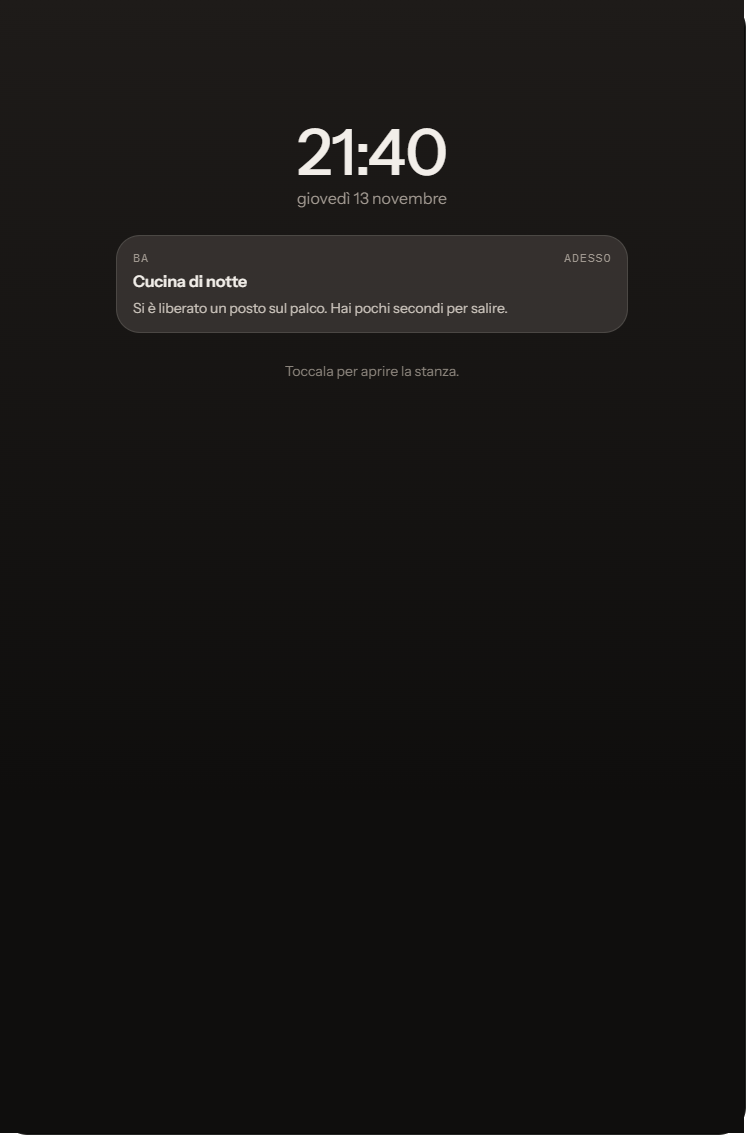 21:40
giovedì 13 novembre
BA ADESSO
Cucina di notte
Si è liberato un posto sul palco. Hai pochi secondi per salire.
Toccala per aprire la stanza.